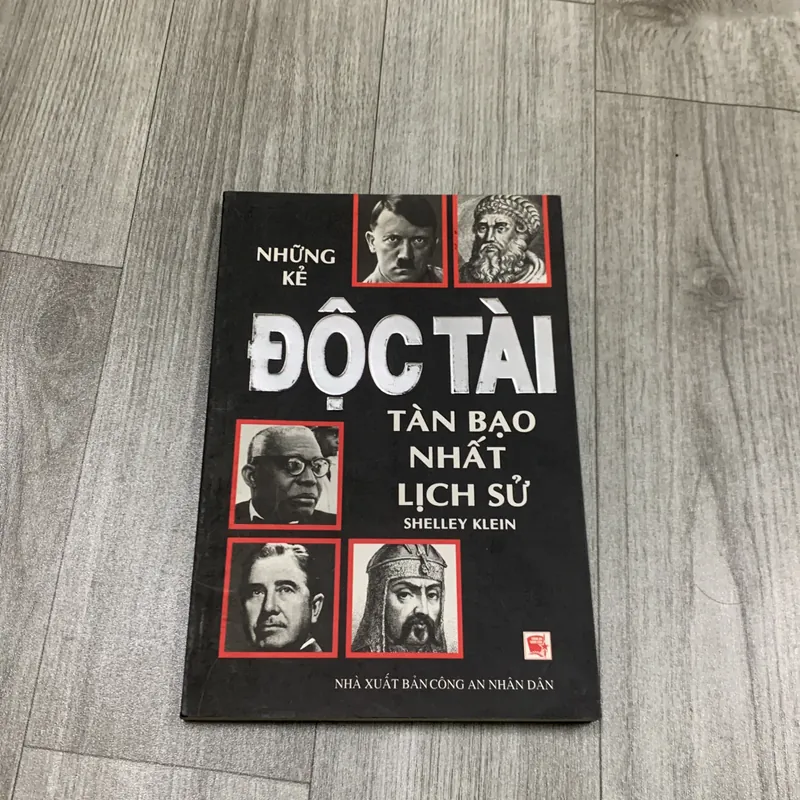 NHỮNG
KẺ
ĐỘC TÀI
TÀN BẠO
NHẤT
LỊCH SỬ
SHELLEY KLEIN
NHÀ XUẤT BẢN CÔNG AN NHÂN DÂN